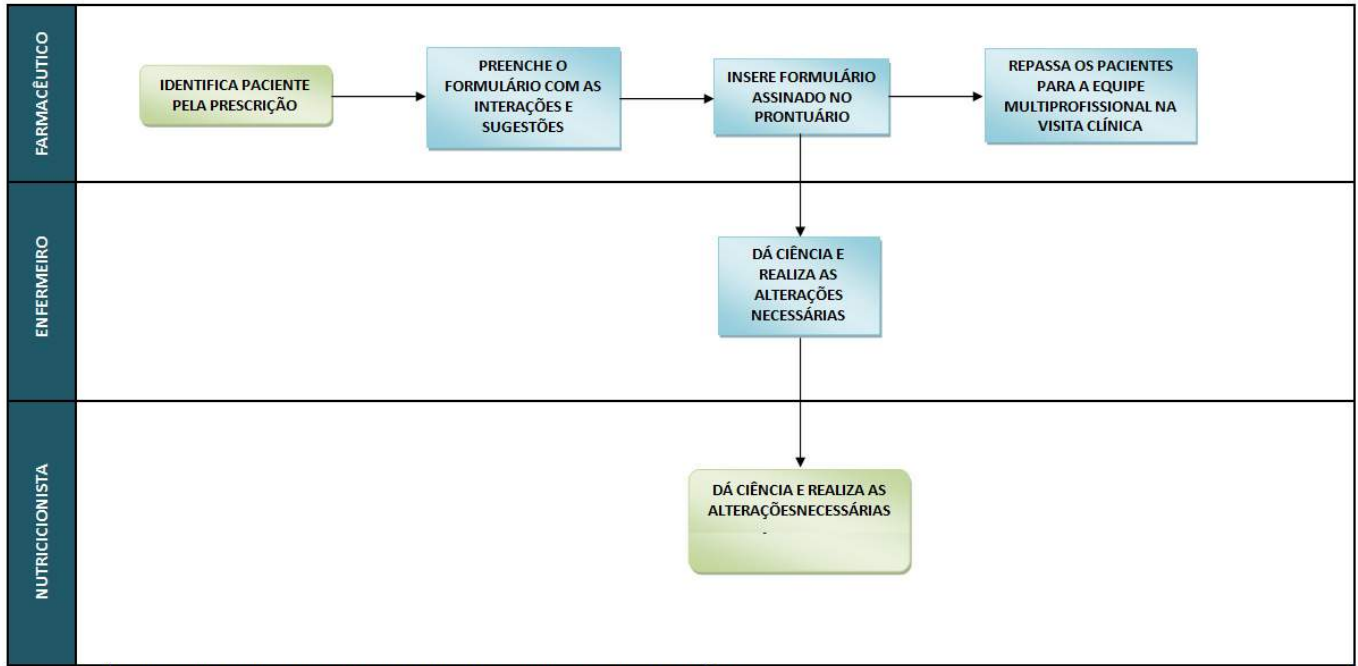 FARMACÊUTICO
IDENTIFICA PACIENTE
PELA PRESCRIÇÃO
PREENCHE O
FORMULÁRIO COM AS
INTERAÇÕES E
SUGESTÕES
INSERE FORMULÁRIO
ASSINADO NO
PRONTUÁRIO
REPASSA OS PACIENTES
PARA A EQUIPE
MULTIPROFISSIONAL NA
VISITA CLÍNICA
ENFERMEIRO
DÁ CIÊNCIA E
REALIZA AS
ALTERAÇÕES
NECESSÁRIAS
NUTRICICIONISTA
DÁ CIÊNCIA E REALIZA AS
ALTERAÇÕESNECESSÁRIAS